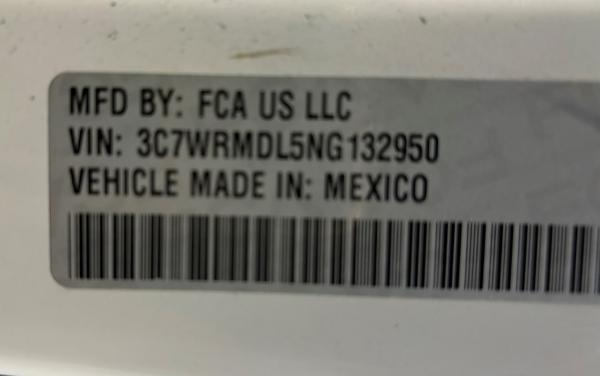 MFD BY: FCA US LLC
VIN: 3C7WRMDL5NG132950
VEHICLE MADE IN: MEXICO